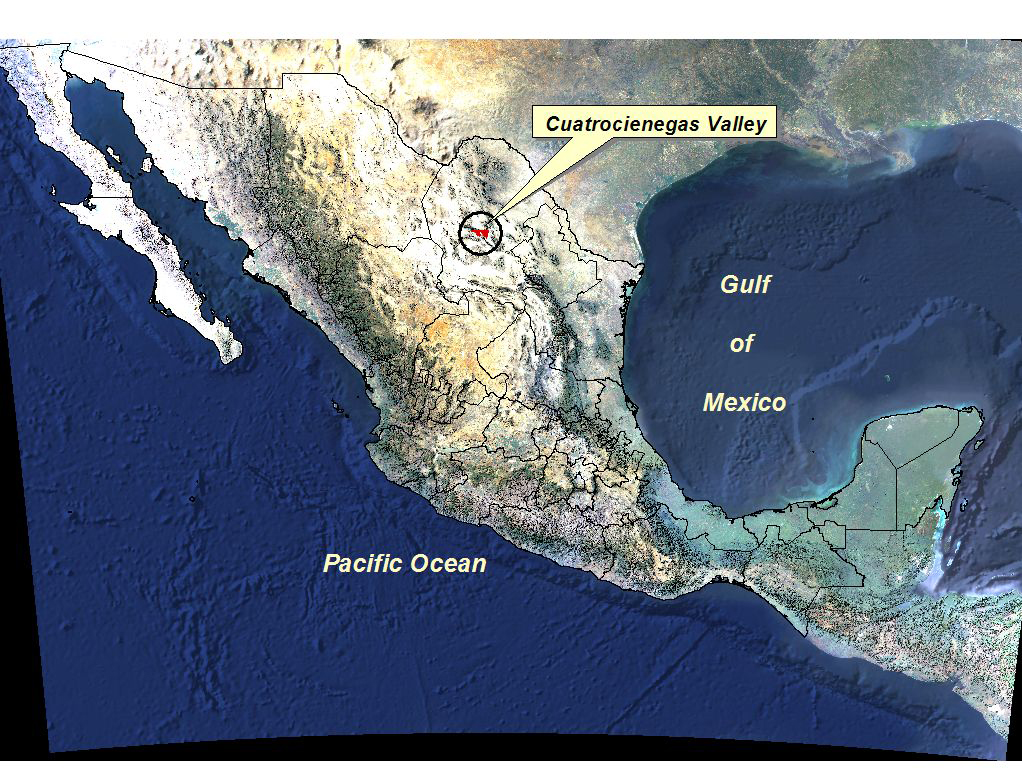 Cuatrocienegas Valley
Gulf
of
Mexico
Pacific Ocean